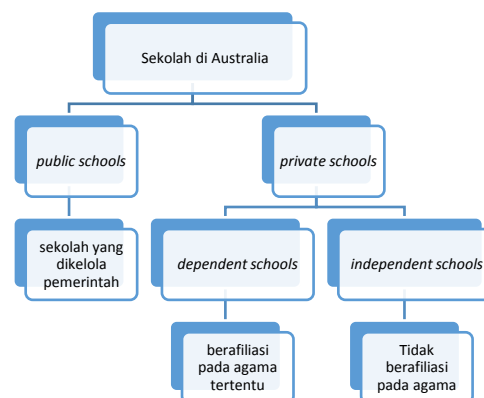 Sekolah di Australia
public schools
private schools
sekolah yang
dikelola
pemerintah
dependent schools
independent schools
berafiliasi
pada agama
tertentu
Tidak
berafiliasi
pada agama